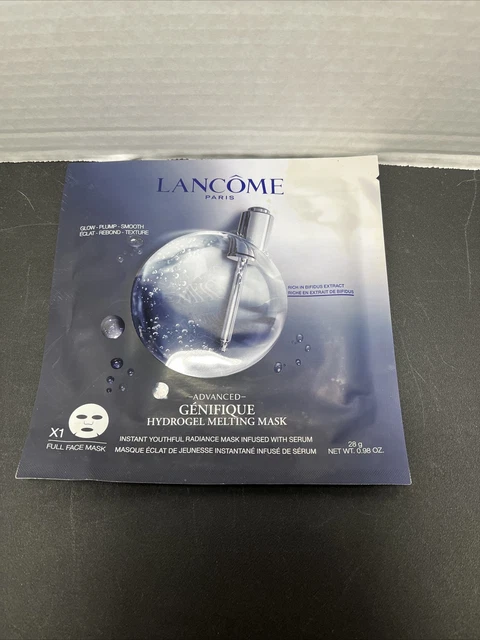 LANCÔME
PARIS
GLOW - PLUMP - SMOOTH
ÉCLAT - REBOND - TEXTURE
RICH IN BIFIDUS EXTRACT
RICHE EN EXTRAIT DE BIFIDUS
—ADVANCED—
GÉNIFIQUE
HYDROGEL MELTING MASK
X1
FULL FACE MASK
INSTANT YOUTHFUL RADIANCE MASK INFUSED WITH SERUM
MASQUE ÉCLAT DE JEUNESSE INSTANTANÉ INFUSÉ DE SÉRUM
28 g
NET WT. 0.98 OZ.